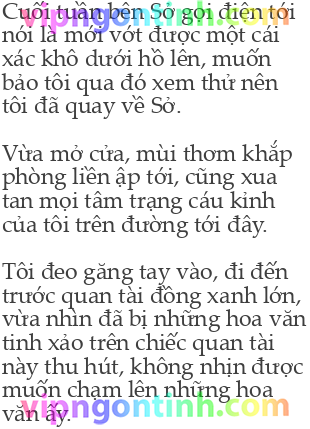 Cuối tuần bên Sở gọi điện tới
vipngontinh.com
nói là mới vớt được một cái
xác khô dưới hồ lên, muốn
bảo tôi qua đó xem thử nên
tôi đã quay về Sở.
Vừa mở cửa, mùi thơm khắp
phòng liền ập tới, cũng xua
tan mọi tâm trạng cáu kỉnh
của tôi trên đường tới đây.
Tôi đeo găng tay vào, đi đến
trước quan tài đồng xanh lớn,
vừa nhìn đã bị những hoa văn
tinh xảo trên chiếc quan tài
này thu hút, không nhịn được
muốn chạm lên những hoa
vipngontinh.com
văn ấy.